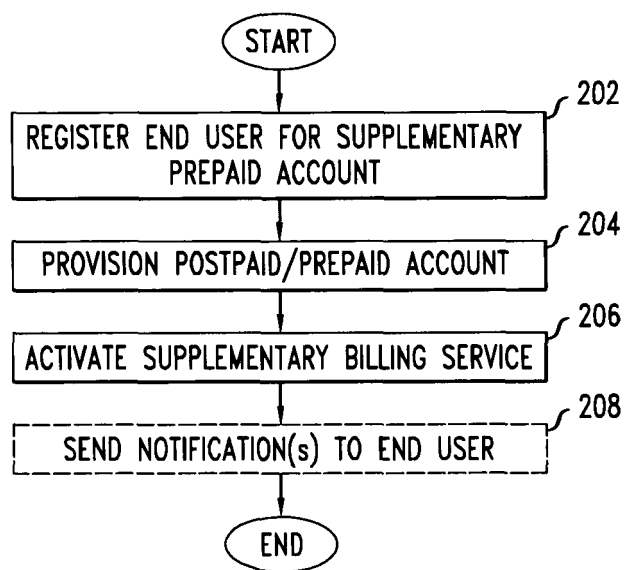 START
202
REGISTER END USER FOR SUPPLEMENTARY
PREPAID ACCOUNT
204
PROVISION POSTPAID/PREPAID ACCOUNT
206
ACTIVATE SUPPLEMENTARY BILLING SERVICE
208
SEND NOTIFICATION(s) TO END USER
END